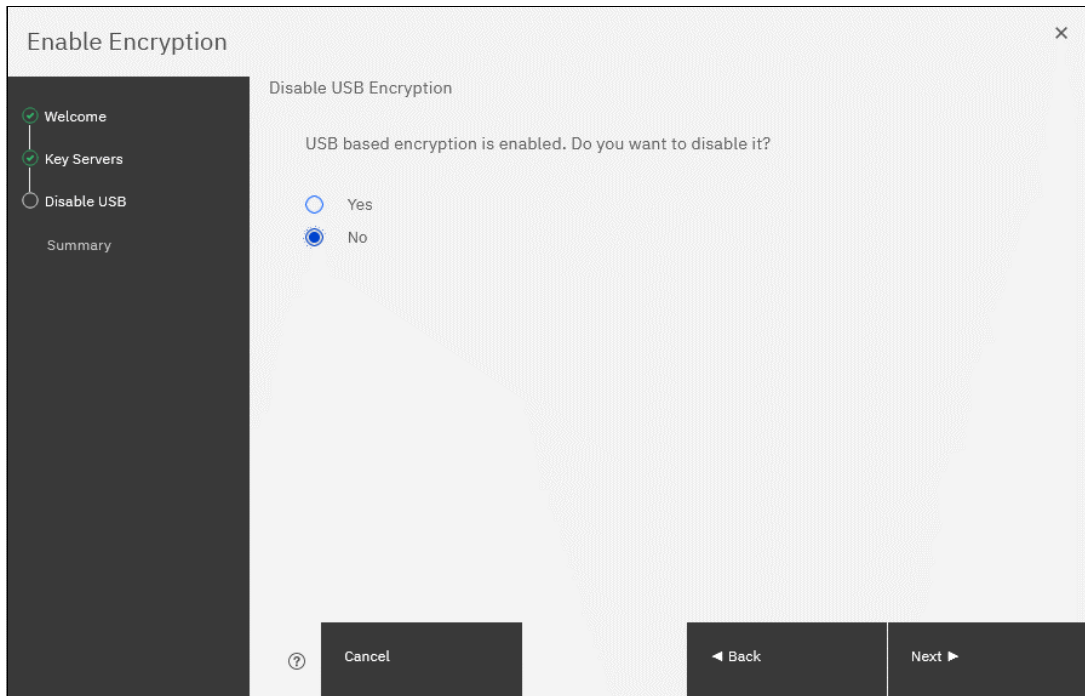 Enable Encryption
Welcome
Key Servers
Disable USB
Summary
Disable USB Encryption
USB based encryption is enabled. Do you want to disable it?
Yes
No
Cancel
Back
Next